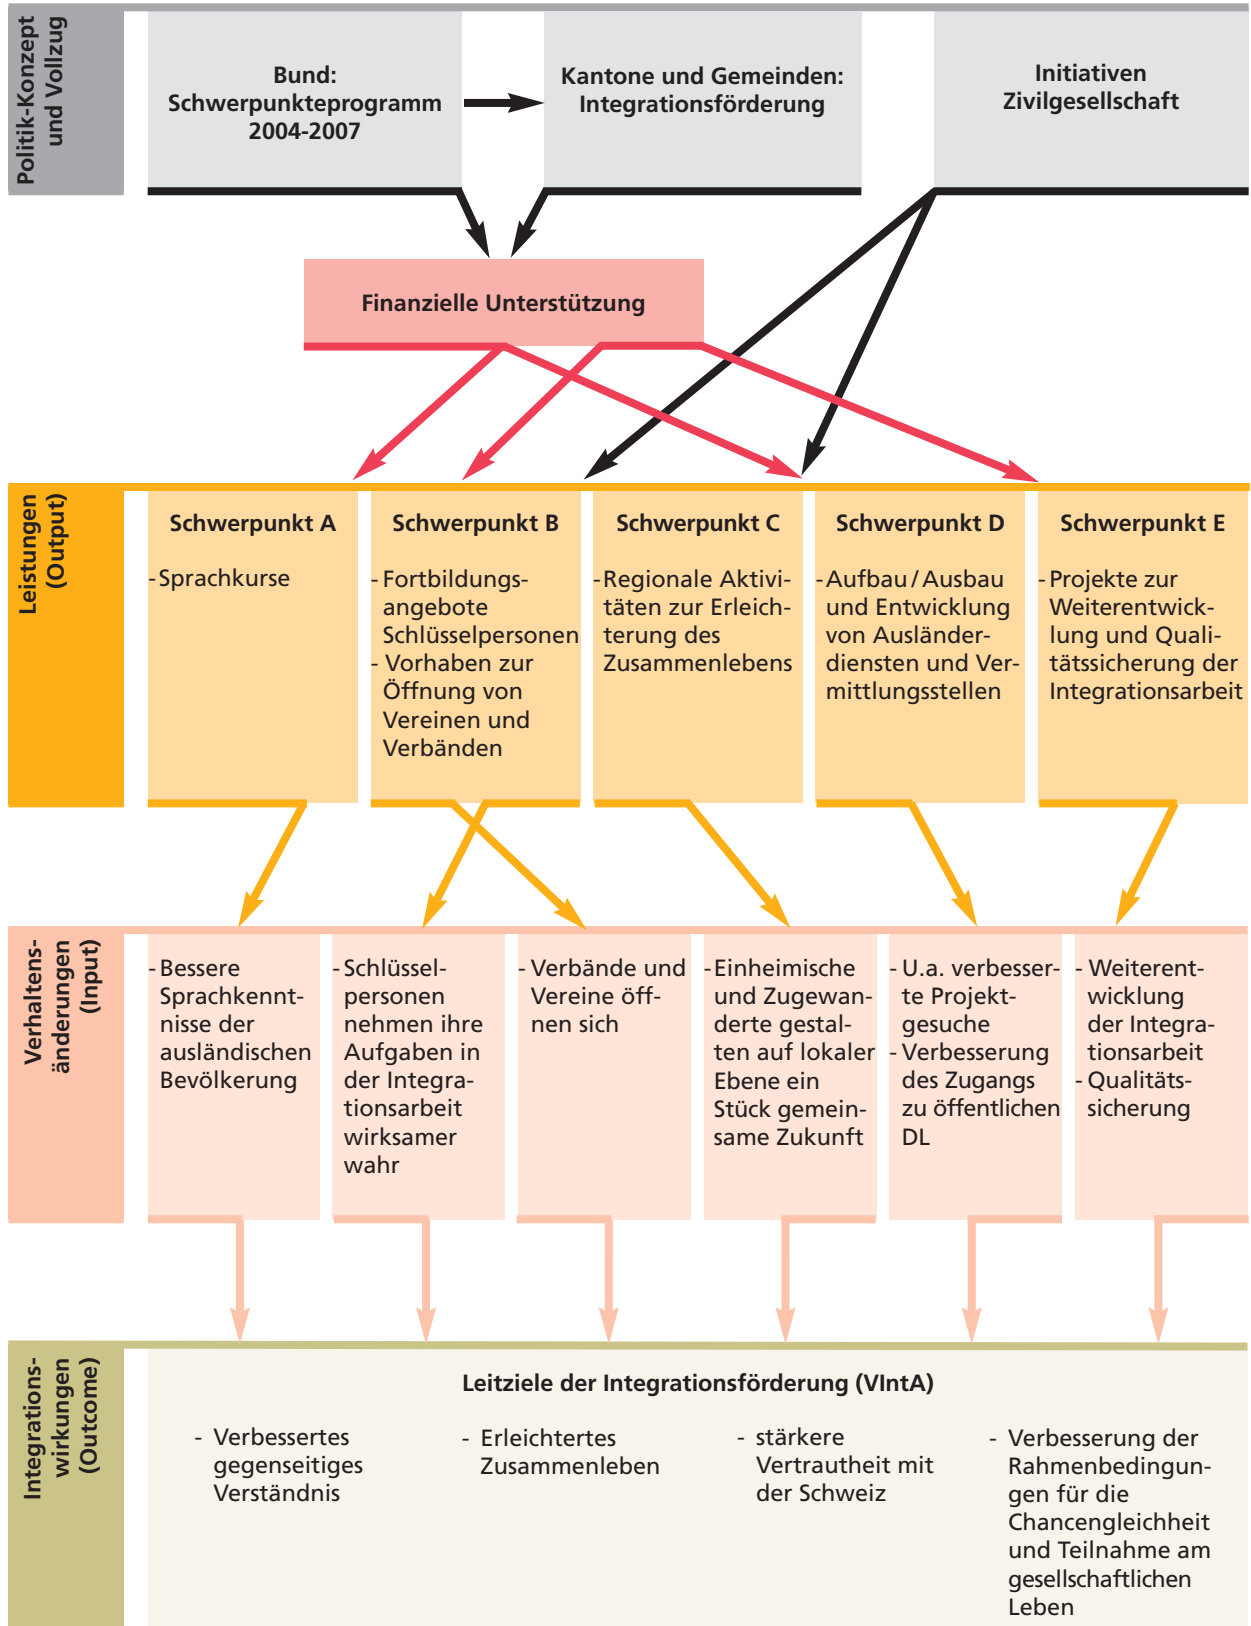 Politik-Konzept
und Vollzug
Bund:
Schwerpunkteprogramm
2004-2007
Kantone und Gemeinden:
Integrationsförderung
Initiativen
Zivilgesellschaft
Finanzielle Unterstützung
Leistungen
(Output)
Schwerpunkt A
- Sprachkurse
Schwerpunkt B
- Fortbildungs-
angebote
Schlüsselpersonen
- Vorhaben zur
Öffnung von
Vereinen und
Verbänden
Schwerpunkt C
- Regionale Aktivi-
täten zur Erleich-
terung des
Zusammenlebens
Schwerpunkt D
- Aufbau / Ausbau
und Entwicklung
von Ausländer-
diensten und Ver-
mittlungsstellen
Schwerpunkt E
- Projekte zur
Weiterentwick-
lung und Quali-
tätssicherung der
Integrationsarbeit
Verhaltens-
änderungen
(Input)
- Bessere
Sprachkennt-
nisse der
ausländischen
Bevölkerung
- Schlüssel-
personen
nehmen ihre
Aufgaben in
der Integra-
tionsarbeit
wirksamer
wahr
- Verbände und
Vereine öff-
nen sich
- Einheimische
und Zugewan-
derte gestal-
ten auf lokaler
Ebene ein
Stück gemein-
same Zukunft
- U.a. verbesser-
te Projekt-
gesuche
- Verbesserung
des Zugangs
zu öffentlichen
DL
- Weiterent-
wicklung
der Integra-
tionsarbeit
- Qualitäts-
sicherung
Integrations-
wirkungen
(Outcome)
Leitziele der Integrationsförderung (VIntA)
- Verbessertes
gegenseitiges
Verständnis
- Erleichtertes
Zusammenleben
- stärkere
Vertrautheit mit
der Schweiz
- Verbesserung der
Rahmenbedingun-
gen für die
Chancengleichheit
und Teilnahme am
gesellschaftlichen
Leben